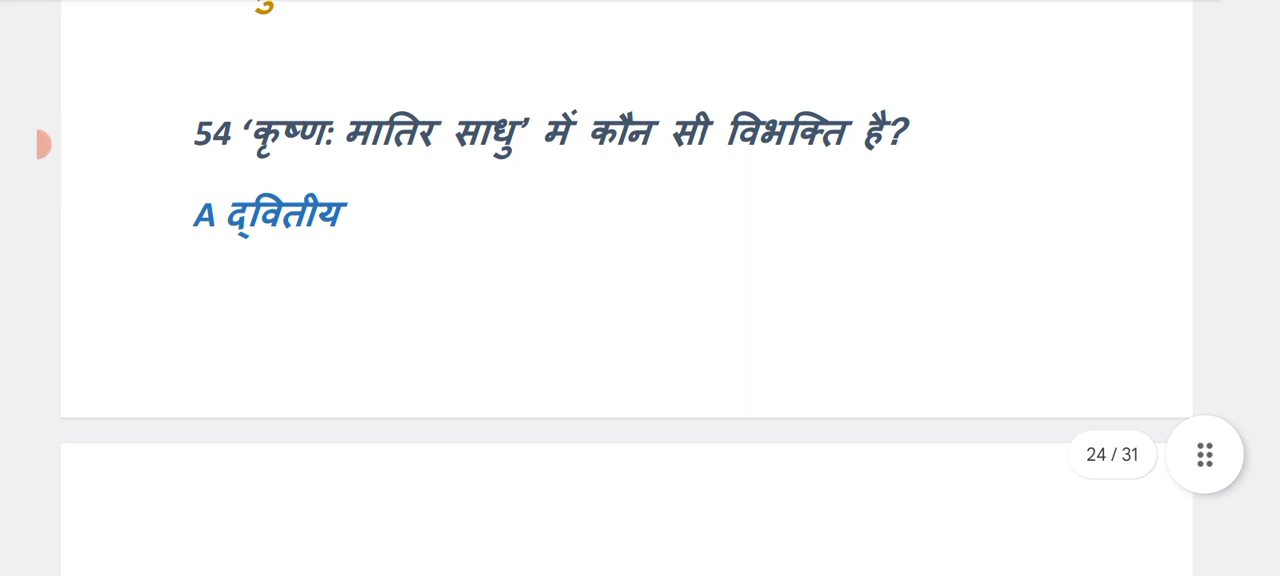 54 ‘कृष्ण: मातिर साधु’ में कौन सी विभक्ति है?
A द्वितीय
24 / 31